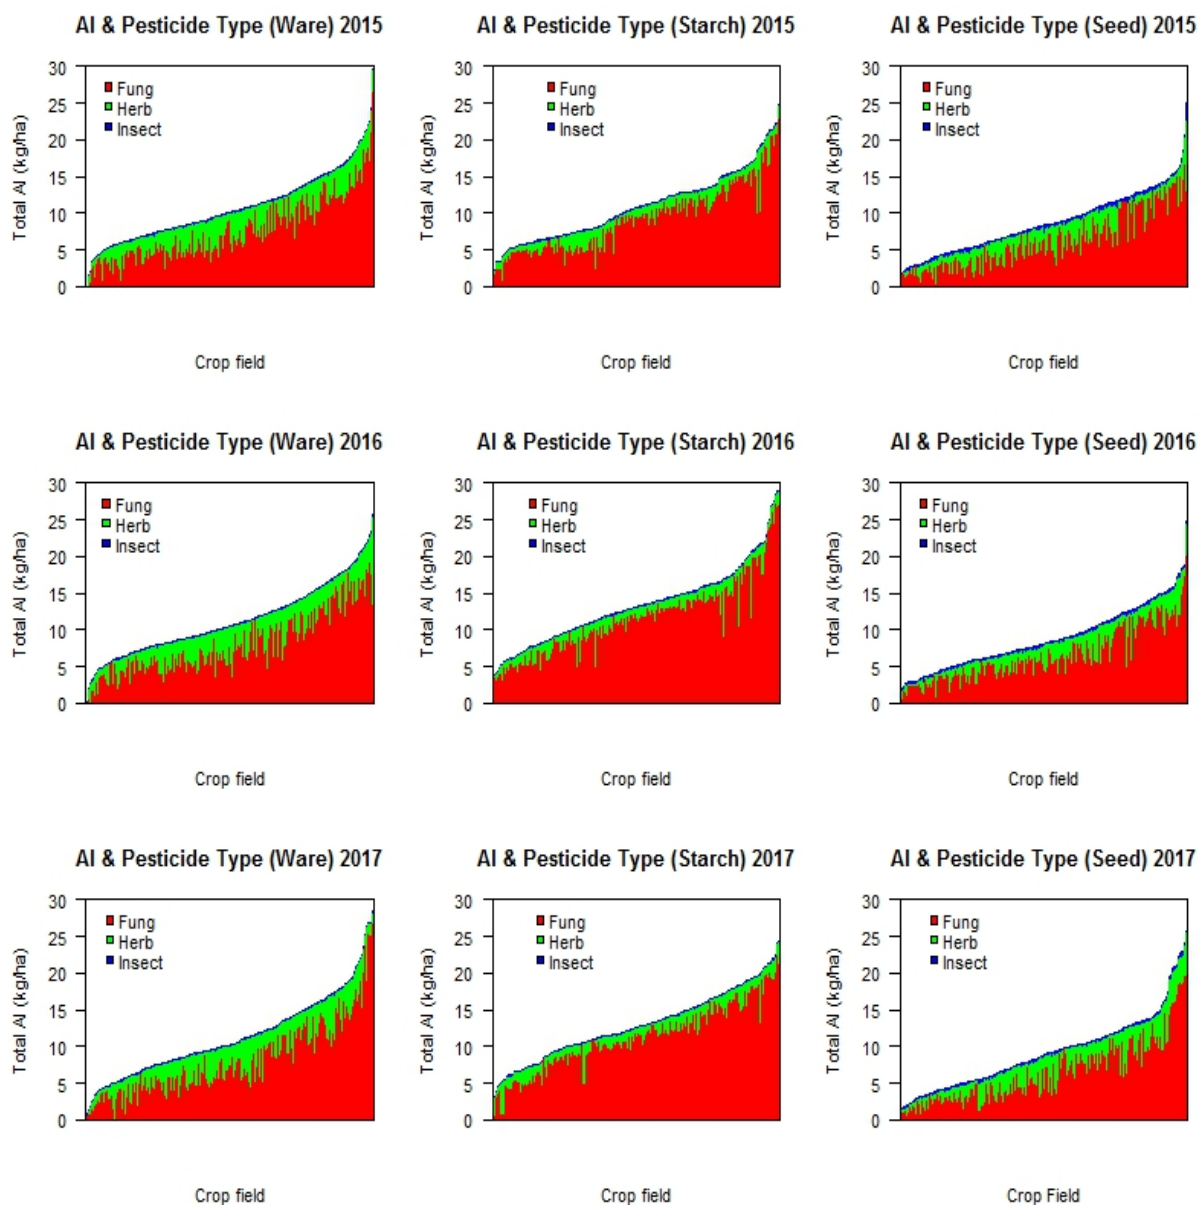 AI & Pesticide Type (Ware) 2015
Total AI (kg/ha)
30
25
20
15
10
5
0
Fung
Herb
Insect
Crop field
AI & Pesticide Type (Starch) 2015
Total AI (kg/ha)
30
25
20
15
10
5
0
Fung
Herb
Insect
Crop field
AI & Pesticide Type (Seed) 2015
Total AI (kg/ha)
30
25
20
15
10
5
0
Fung
Herb
Insect
Crop field
AI & Pesticide Type (Ware) 2016
Total AI (kg/ha)
30
25
20
15
10
5
0
Fung
Herb
Insect
Crop field
AI & Pesticide Type (Starch) 2016
Total AI (kg/ha)
30
25
20
15
10
5
0
Fung
Herb
Insect
Crop field
AI & Pesticide Type (Seed) 2016
Total AI (kg/ha)
30
25
20
15
10
5
0
Fung
Herb
Insect
Crop field
AI & Pesticide Type (Ware) 2017
Total AI (kg/ha)
30
25
20
15
10
5
0
Fung
Herb
Insect
Crop field
AI & Pesticide Type (Starch) 2017
Total AI (kg/ha)
30
25
20
15
10
5
0
Fung
Herb
Insect
Crop field
AI & Pesticide Type (Seed) 2017
Total AI (kg/ha)
30
25
20
15
10
5
0
Fung
Herb
Insect
Crop Field